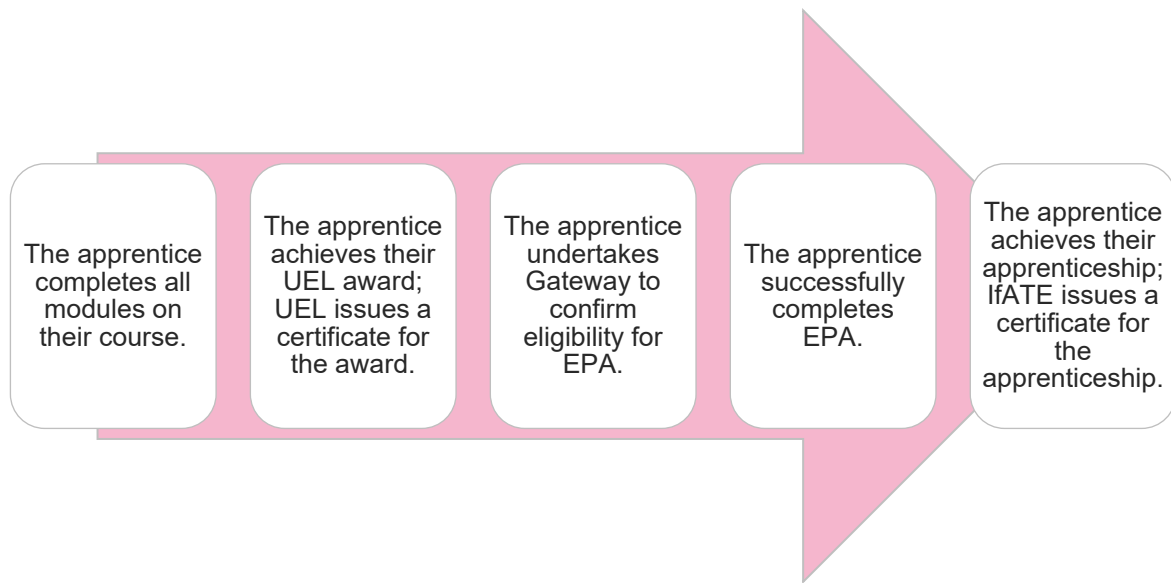 The apprentice
completes all
modules on
their course.
The apprentice
achieves their
UEL award;
UEL issues a
certificate for
the award.
The apprentice
undertakes
Gateway to
confirm
eligibility for
EPA.
The apprentice
successfully
completes
EPA.
The apprentice
achieves their
apprenticeship;
IfATE issues a
certificate for
the
apprenticeship.